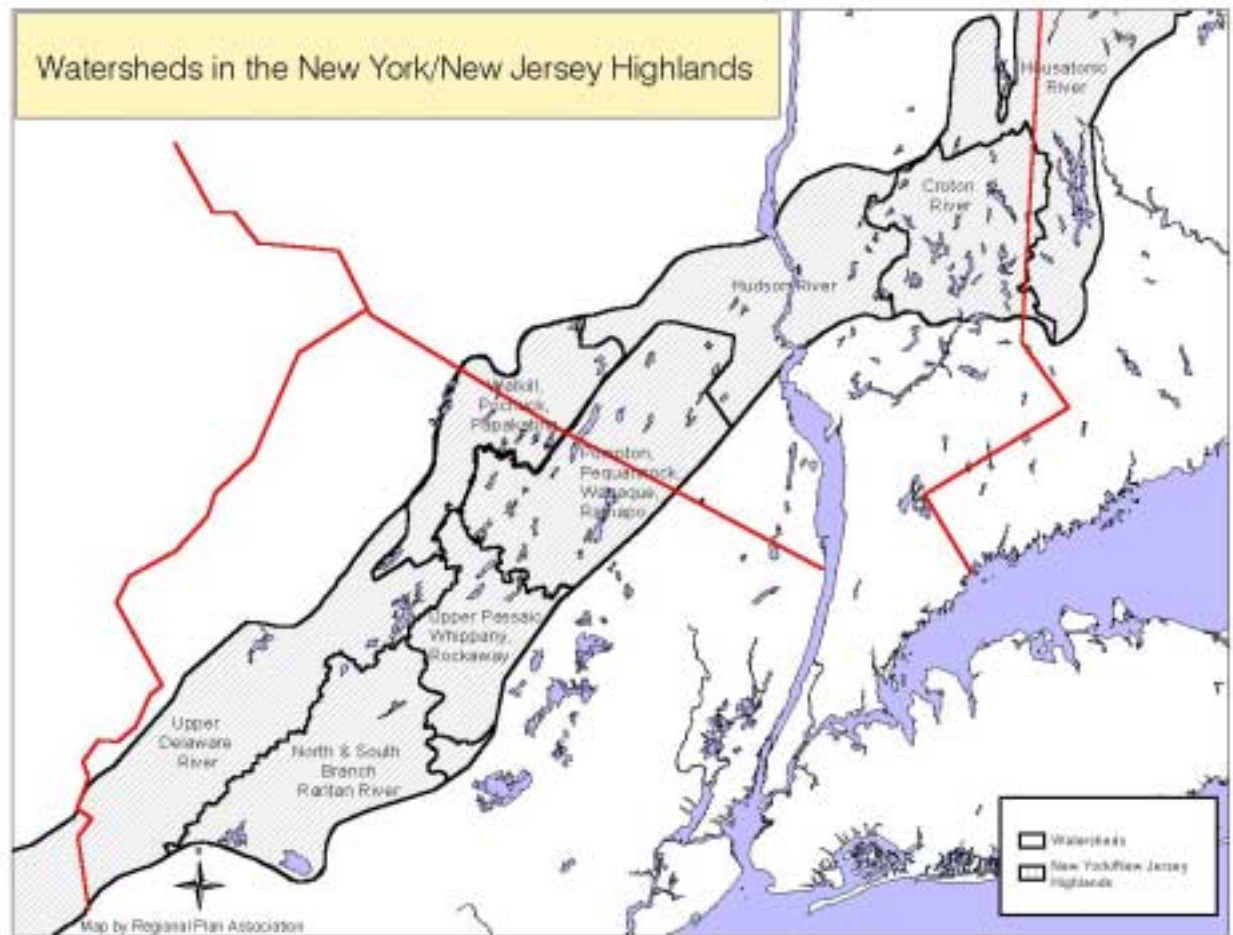 Watersheds in the New York/New Jersey Highlands
Housatonic
River
Croton
River
Hudson River
Walkill,
Pochuck,
Papakating
Pompton,
Pequannock,
Wanaque,
Ramapo
Upper Passaic,
Whippany,
Rockaway
Upper
Delaware
River
North & South
Branch
Raritan River
Watersheds
New York/New Jersey
Highlands
Map by Regional Plan Association